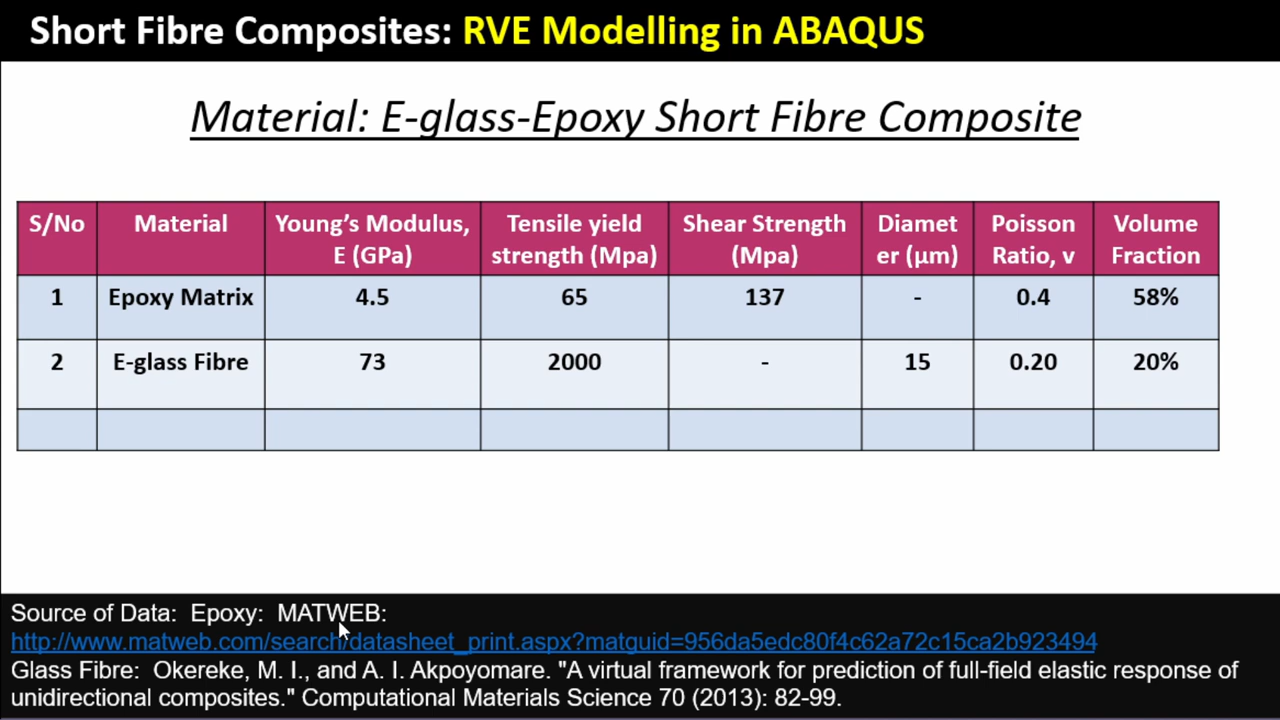 Short Fibre Composites: RVE Modelling in ABAQUS
Material: E-glass-Epoxy Short Fibre Composite
S/No Material Young's Modulus, E (GPa) Tensile yield strength (Mpa) Shear Strength (Mpa) Diamet er (µm) Poisson Ratio, v Volume Fraction
1 Epoxy Matrix 4.5 65 137 - 0.4 58%
2 E-glass Fibre 73 2000 - 15 0.20 20%
Source of Data: Epoxy: MATWEB:
http://www.matweb.com/search/datasheet_print.aspx?matguid=956da5edc80f4c62a72c15ca2b923494
Glass Fibre: Okereke, M. I., and A. I. Akpoyomare. "A virtual framework for prediction of full-field elastic response of
unidirectional composites." Computational Materials Science 70 (2013): 82-99.